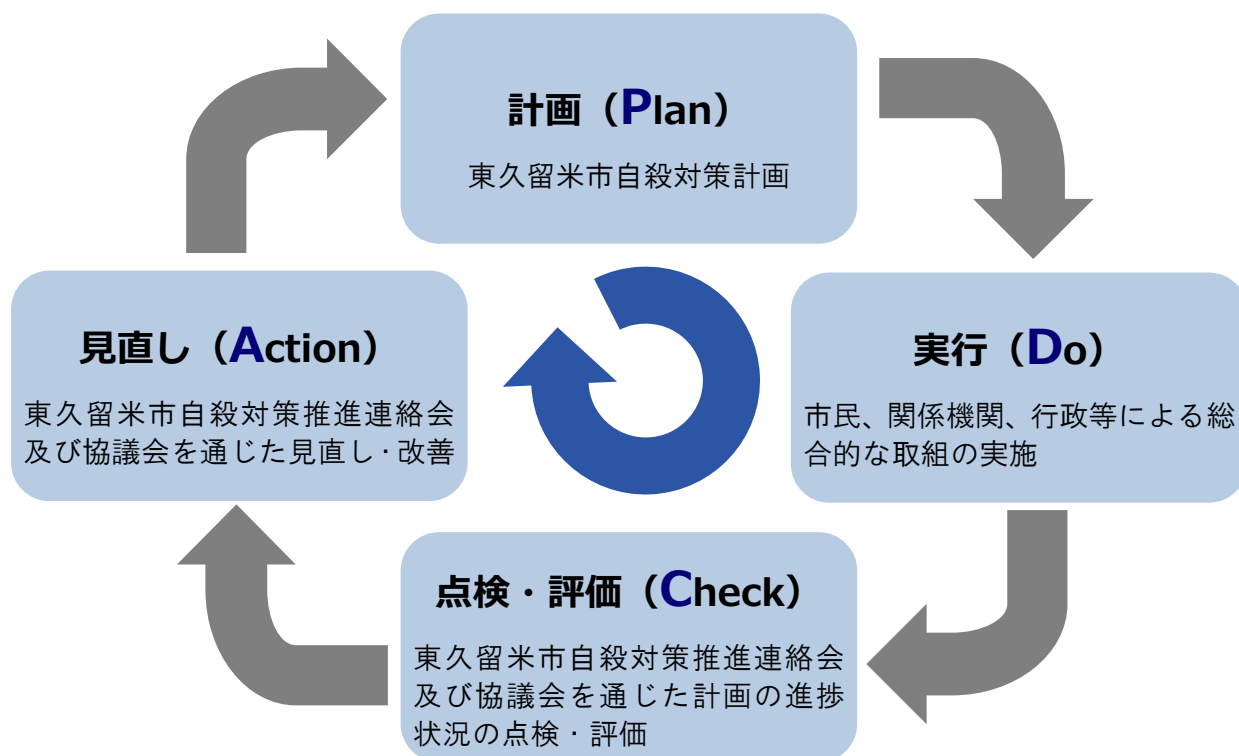 計画（Plan）
東久留米市自殺対策計画
実行（Do）
市民、関係機関、行政等による総
合的な取組の実施
点検・評価（Check）
東久留米市自殺対策推進連絡会
及び協議会を通じた計画の進捗
状況の点検・評価
見直し（Action）
東久留米市自殺対策推進連絡会
及び協議会を通じた見直し･改善